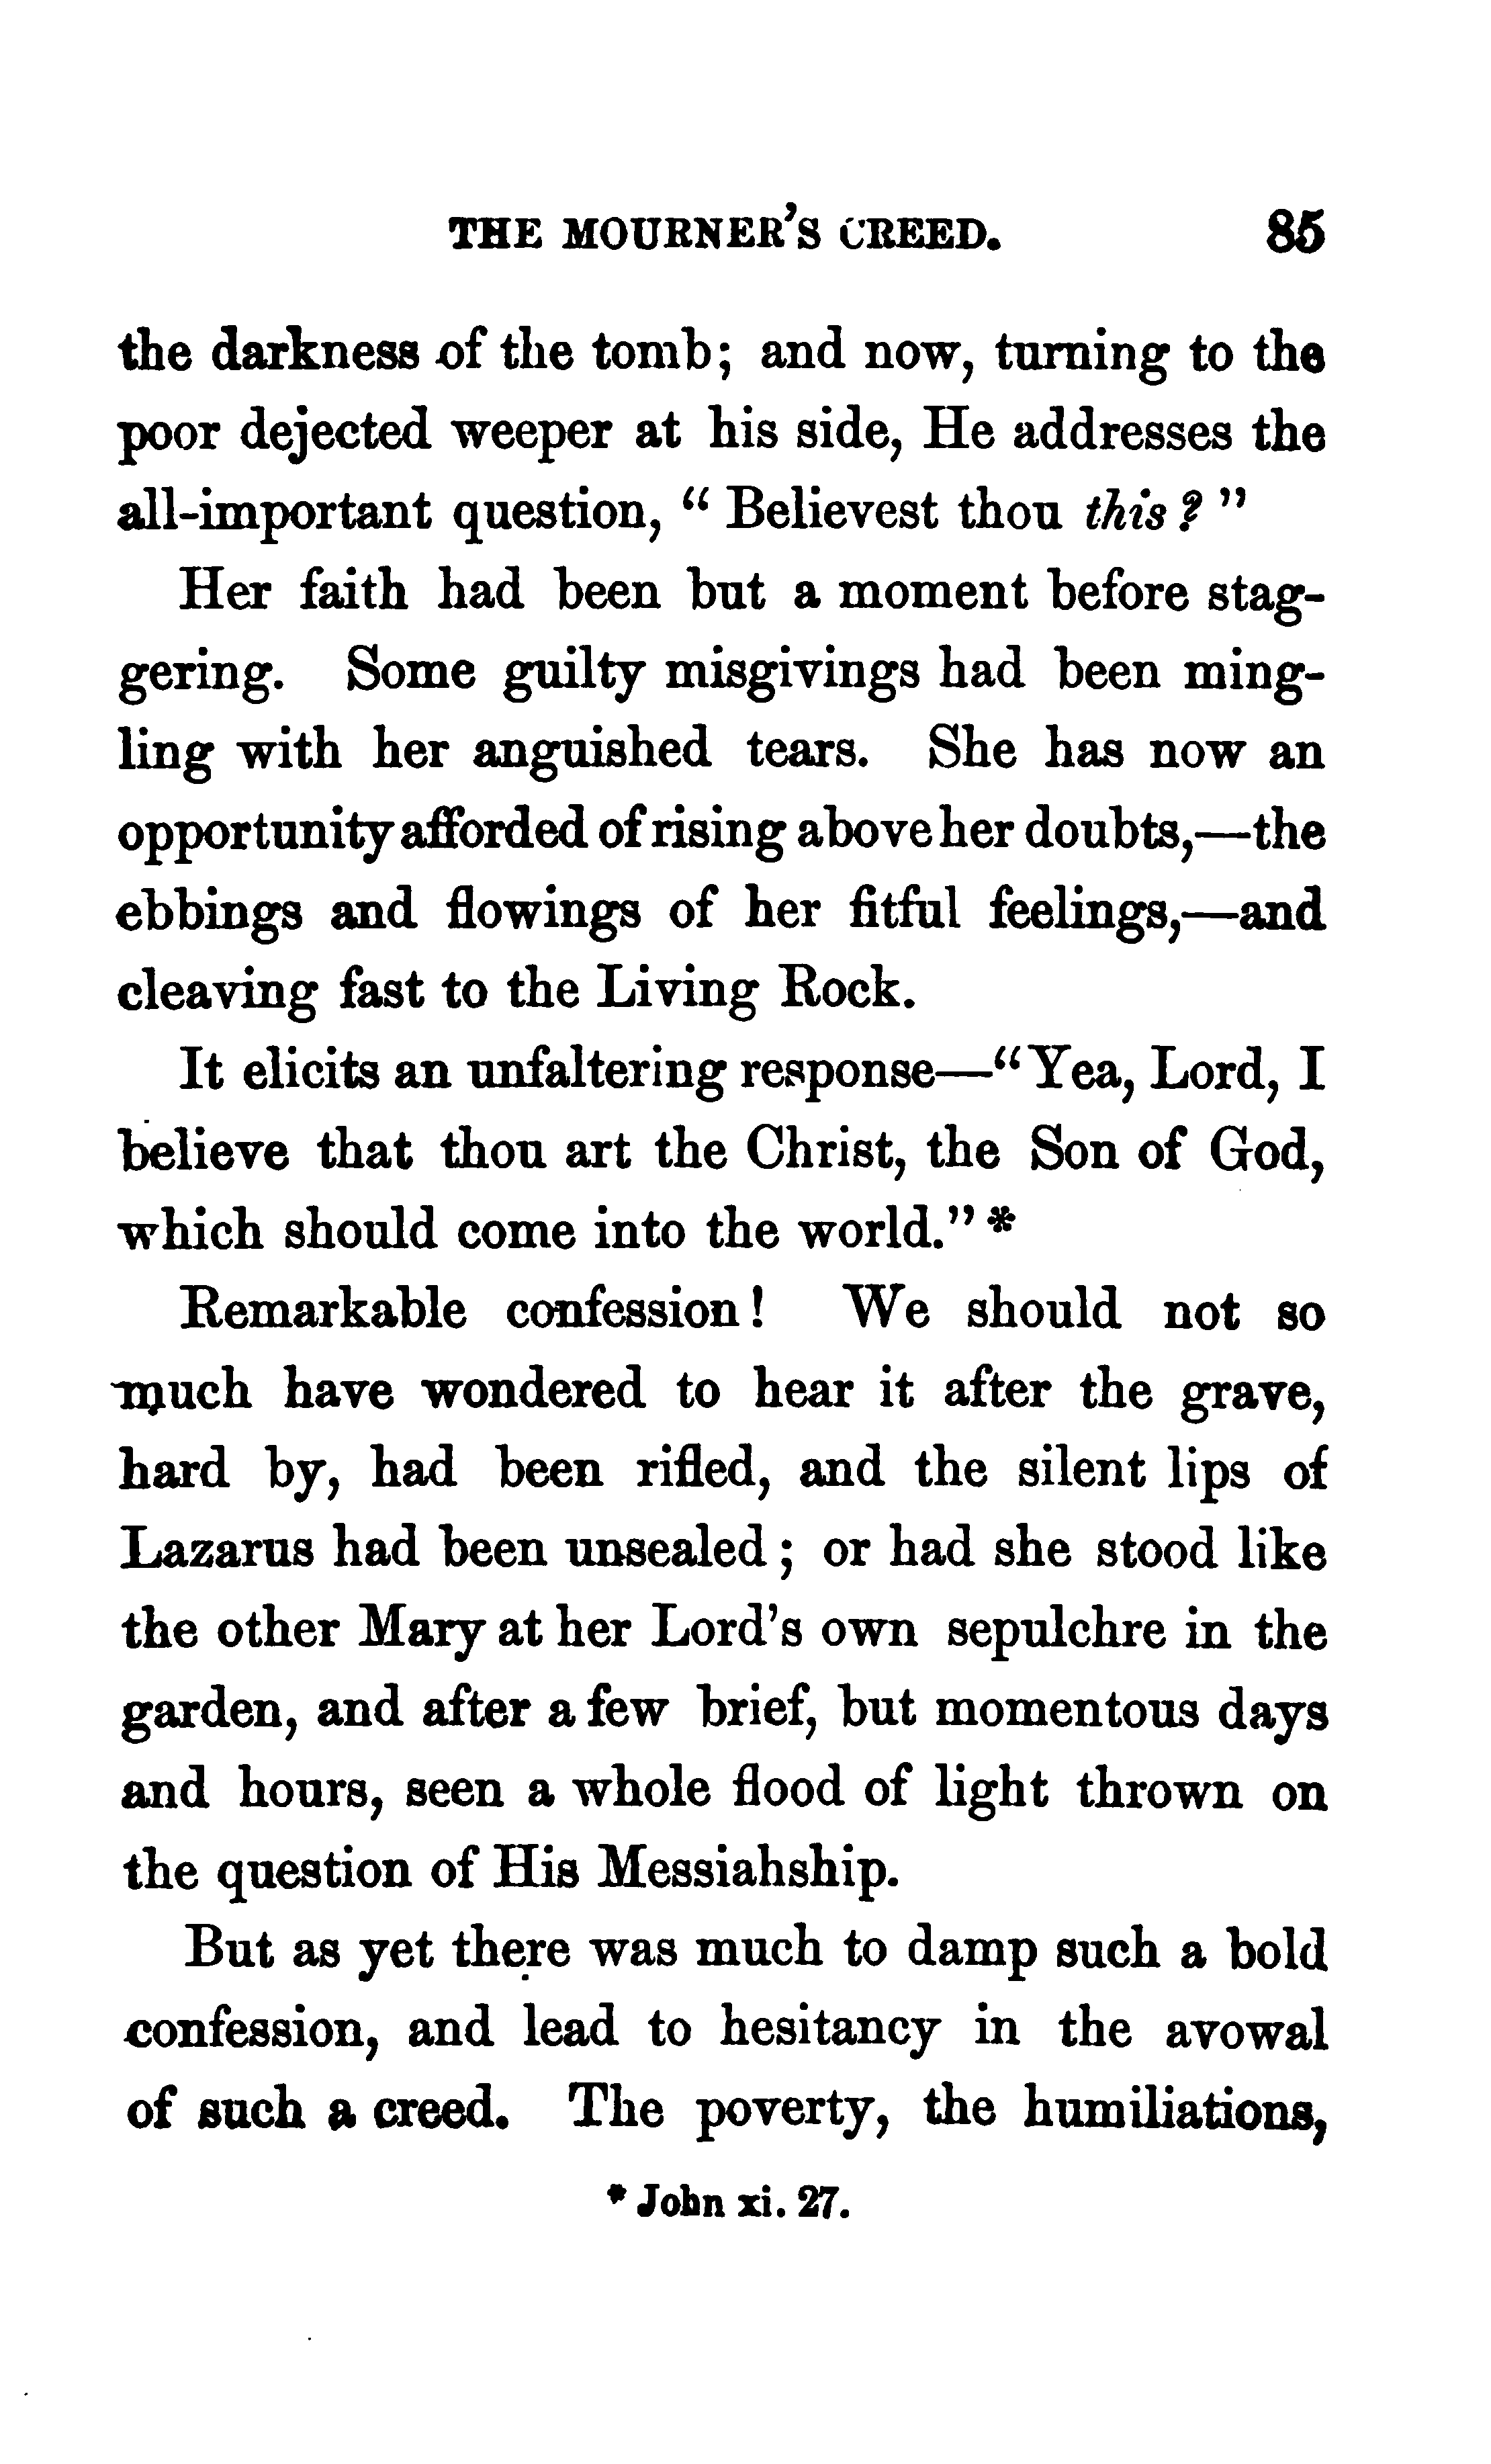 THE MOURNER'S CREED. 85
the darkness of the tomb; and now, turning to the
poor dejected weeper at his side, He addresses the
all-important question, “ Believest thou this? ”
Her faith had been but a moment before stag-
gering. Some guilty misgivings had been ming-
ling with her anguished tears. She has now an
opportunity afforded of rising above her doubts,—the
ebbings and flowings of her fitful feelings,—and
cleaving fast to the Living Rock.
It elicits an unfaltering response—“Yea, Lord, I
believe that thou art the Christ, the Son of God,
which should come into the world.” *
Remarkable confession! We should not so
much have wondered to hear it after the grave,
hard by, had been rifled, and the silent lips of
Lazarus had been unsealed; or had she stood like
the other Mary at her Lord's own sepulchre in the
garden, and after a few brief, but momentous days
and hours, seen a whole flood of light thrown on
the question of His Messiahship.
But as yet there was much to damp such a bold
confession, and lead to hesitancy in the avowal
of such a creed. The poverty, the humiliations,
* John xi. 27.